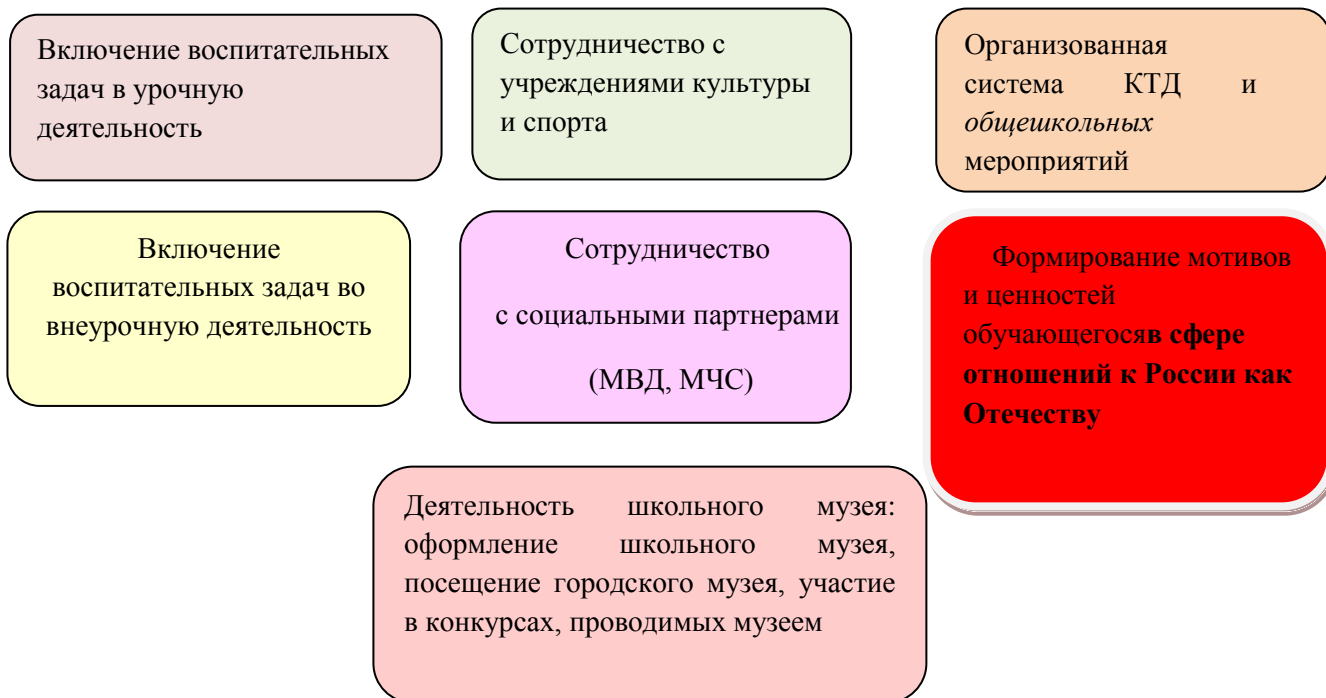 Включение воспитательных
задач в урочную
деятельность
Сотрудничество с
учреждениями культуры
и спорта
Организованная
система КТД и
общешкольных
мероприятий
Включение
воспитательных задач во
внеурочную деятельность
Сотрудничество
с социальными партнерами
(МВД, МЧС)
Формирование мотивов
и ценностей
обучающегосяв сфере
отношений к России как
Отечеству
Деятельность школьного музея:
оформление школьного музея,
посещение городского музея, участие
в конкурсах, проводимых музеем